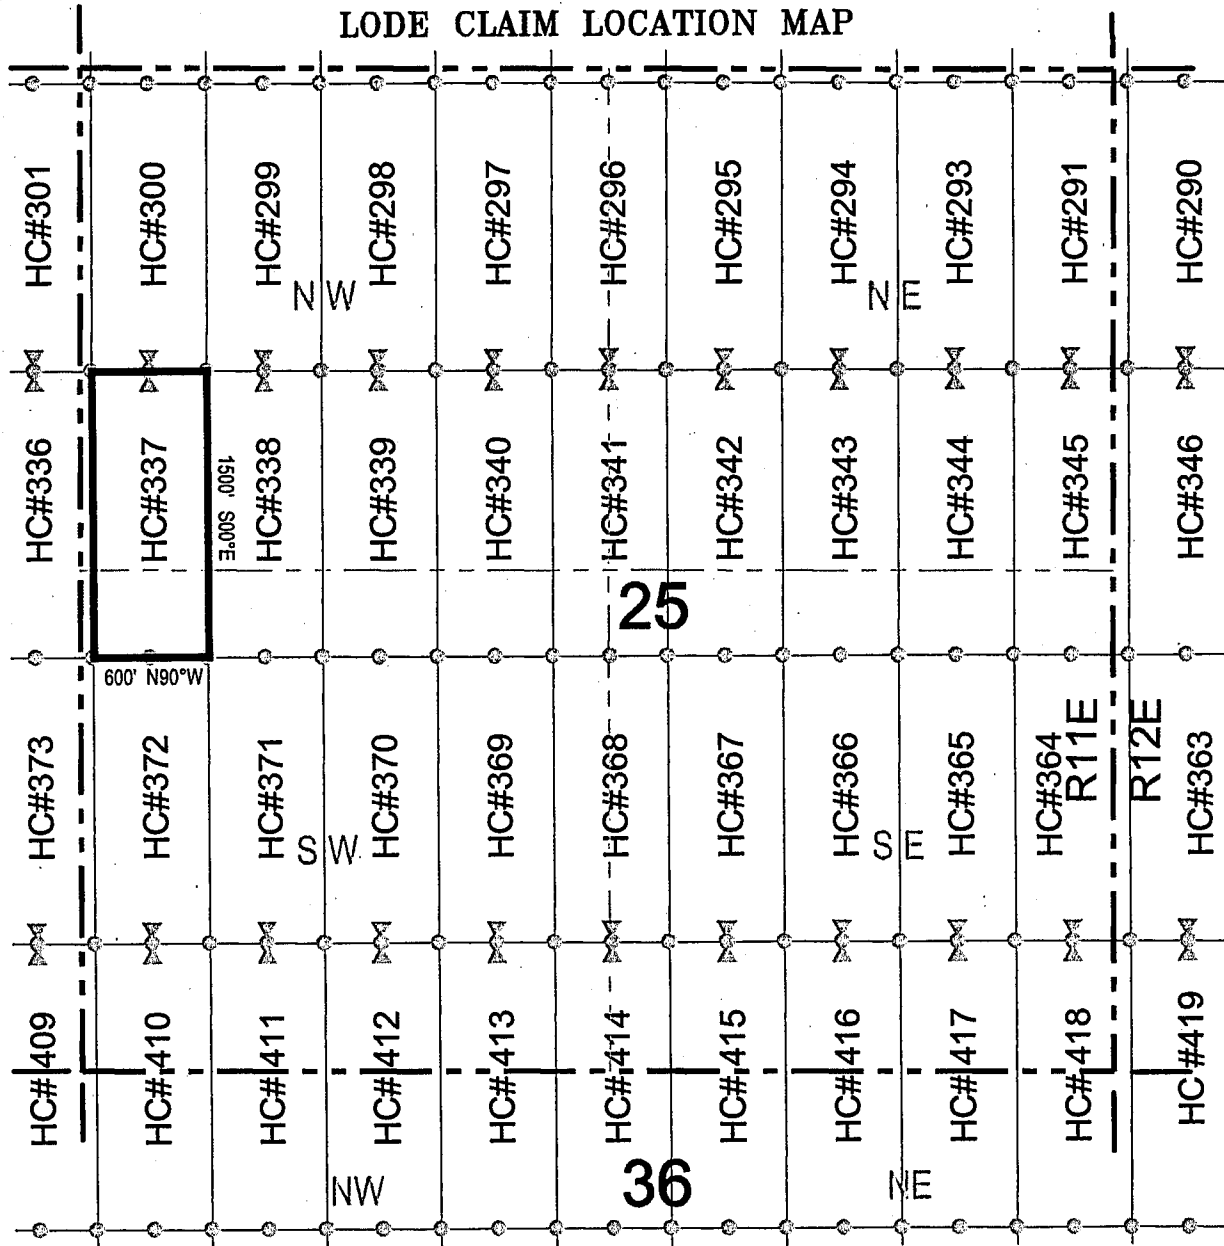 LODE CLAIM LOCATION MAP
HC#301
HC#300
HC#299
HC#298
HC#297
HC#296
HC#295
HC#294
HC#293
HC#291
HC#290
NW
NE
HC#336
HC#337
1500' S00°E
HC#338
HC#339
HC#340
HC#341
HC#342
HC#343
HC#344
HC#345
HC#346
25
600' N90°W
HC#373
HC#372
HC#371
HC#370
HC#369
HC#368
HC#367
HC#366
HC#365
HC#364
R11E
R12E
HC#363
SW
SE
HC#409
HC#410
HC#411
HC#412
HC#413
HC#414
HC#415
HC#416
HC#417
HC#418
HC#419
NW
36
NE